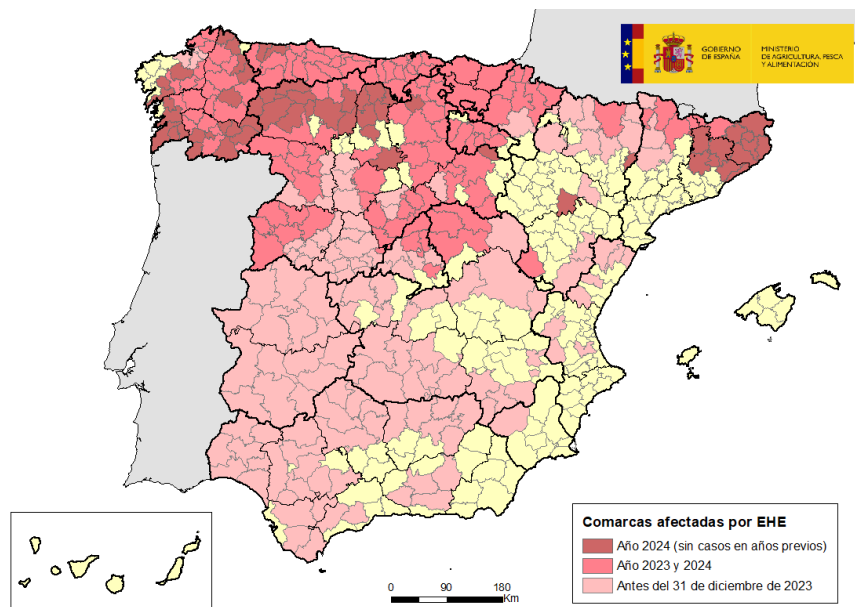 GOBIERNO
DE ESPAÑA
MINISTERIO
DE AGRICULTURA, PESCA
Y ALIMENTACIÓN
Comarcas afectadas por EHE
Año 2024 (sin casos en años previos)
Año 2023 y 2024
Antes del 31 de diciembre de 2023
0 90 180
Km